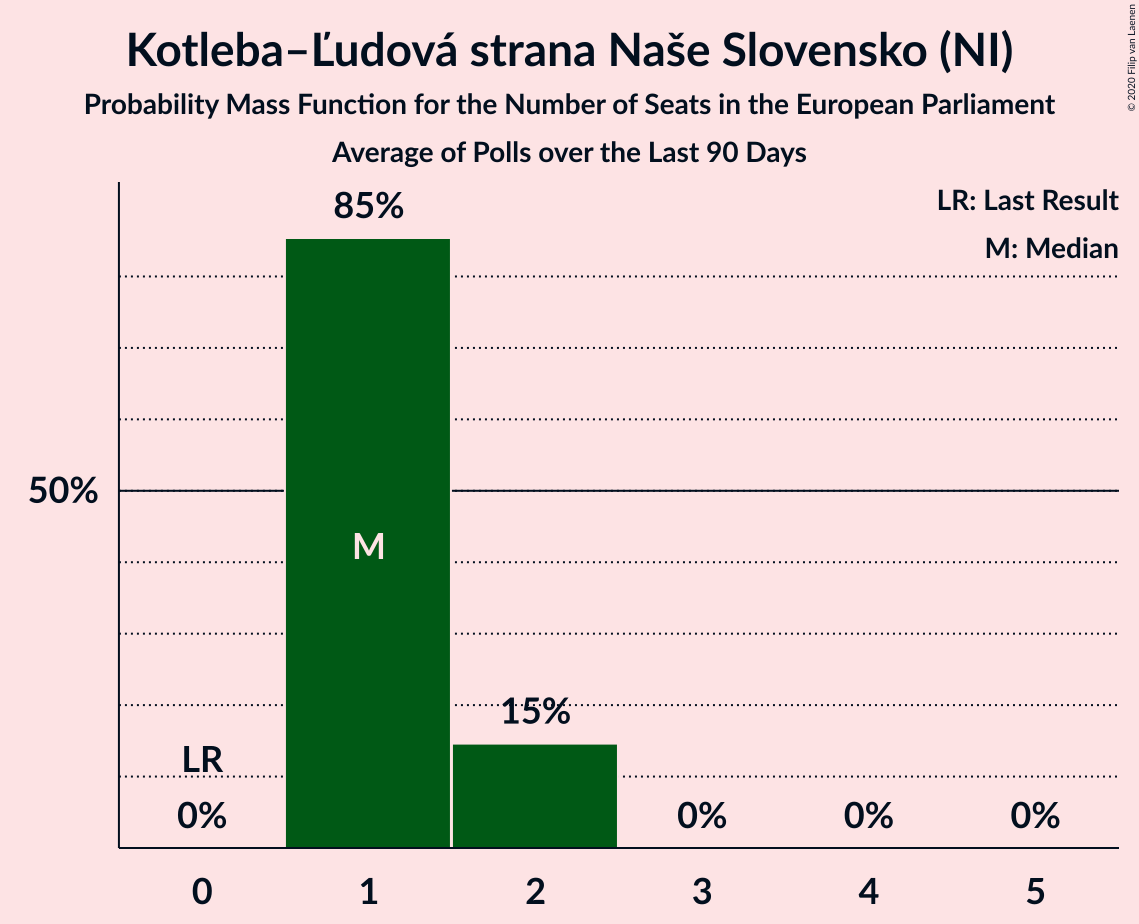 Kotleba–Ľudová strana Naše Slovensko (NI)
Probability Mass Function for the Number of Seats in the European Parliament
Average of Polls over the Last 90 Days
© 2020 Filip van Laenen
LR: Last Result
M: Median
85%
50%
M
15%
LR
0%
0%
0%
0%
0 1 2 3 4 5